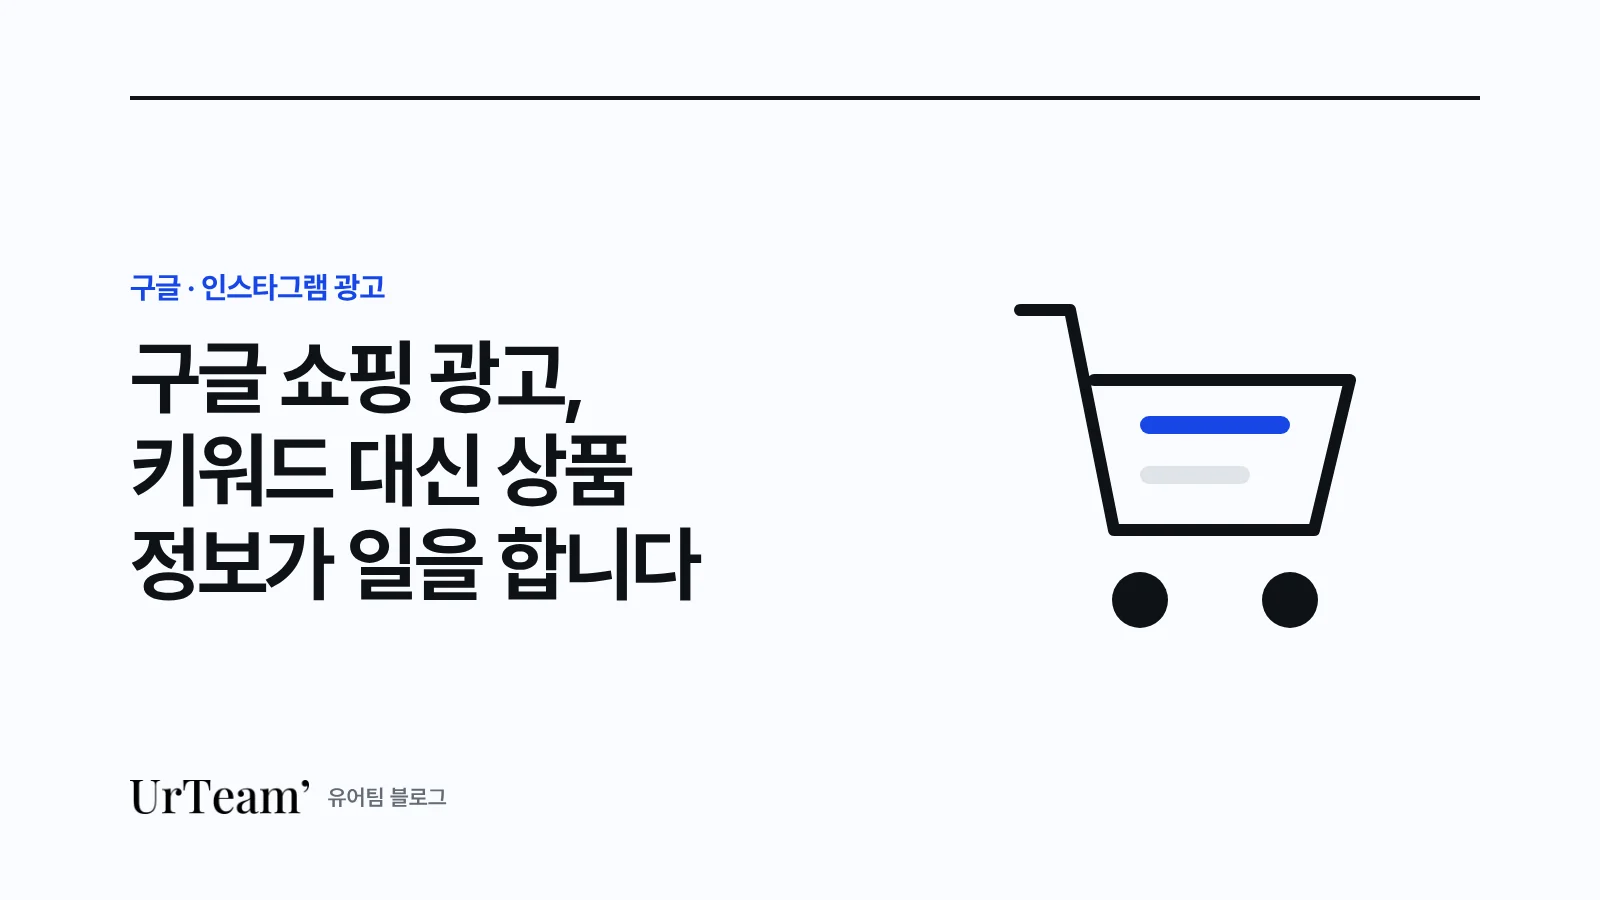 구글 · 인스타그램 광고
구글 쇼핑 광고,
키워드 대신 상품
정보가 일을 합니다
UrTeam’ 유어팀 블로그